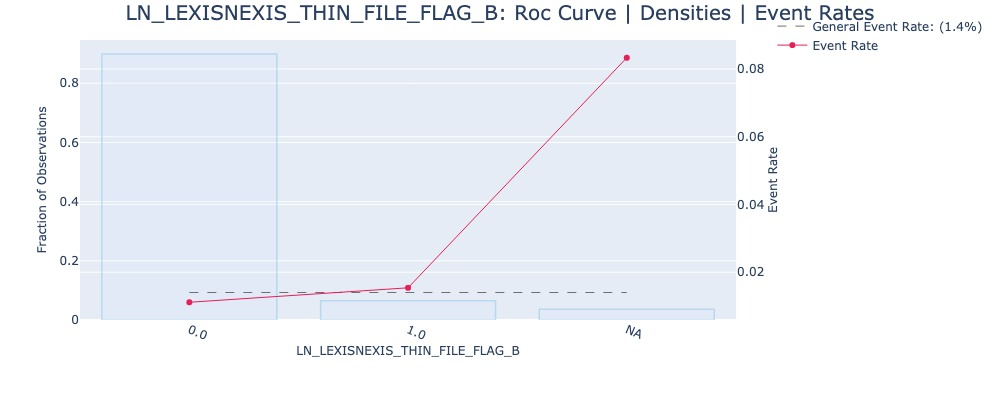 LN_LEXISNEXIS_THIN_FILE_FLAG_B: Roc Curve | Densities | Event Rates
General Event Rate: (1.4%)
Event Rate
0.8
0.6
0.4
0.2
0
Fraction of Observations
0.08
0.06
0.04
0.02
Event Rate
0.0
1.0
NA
LN_LEXISNEXIS_THIN_FILE_FLAG_B